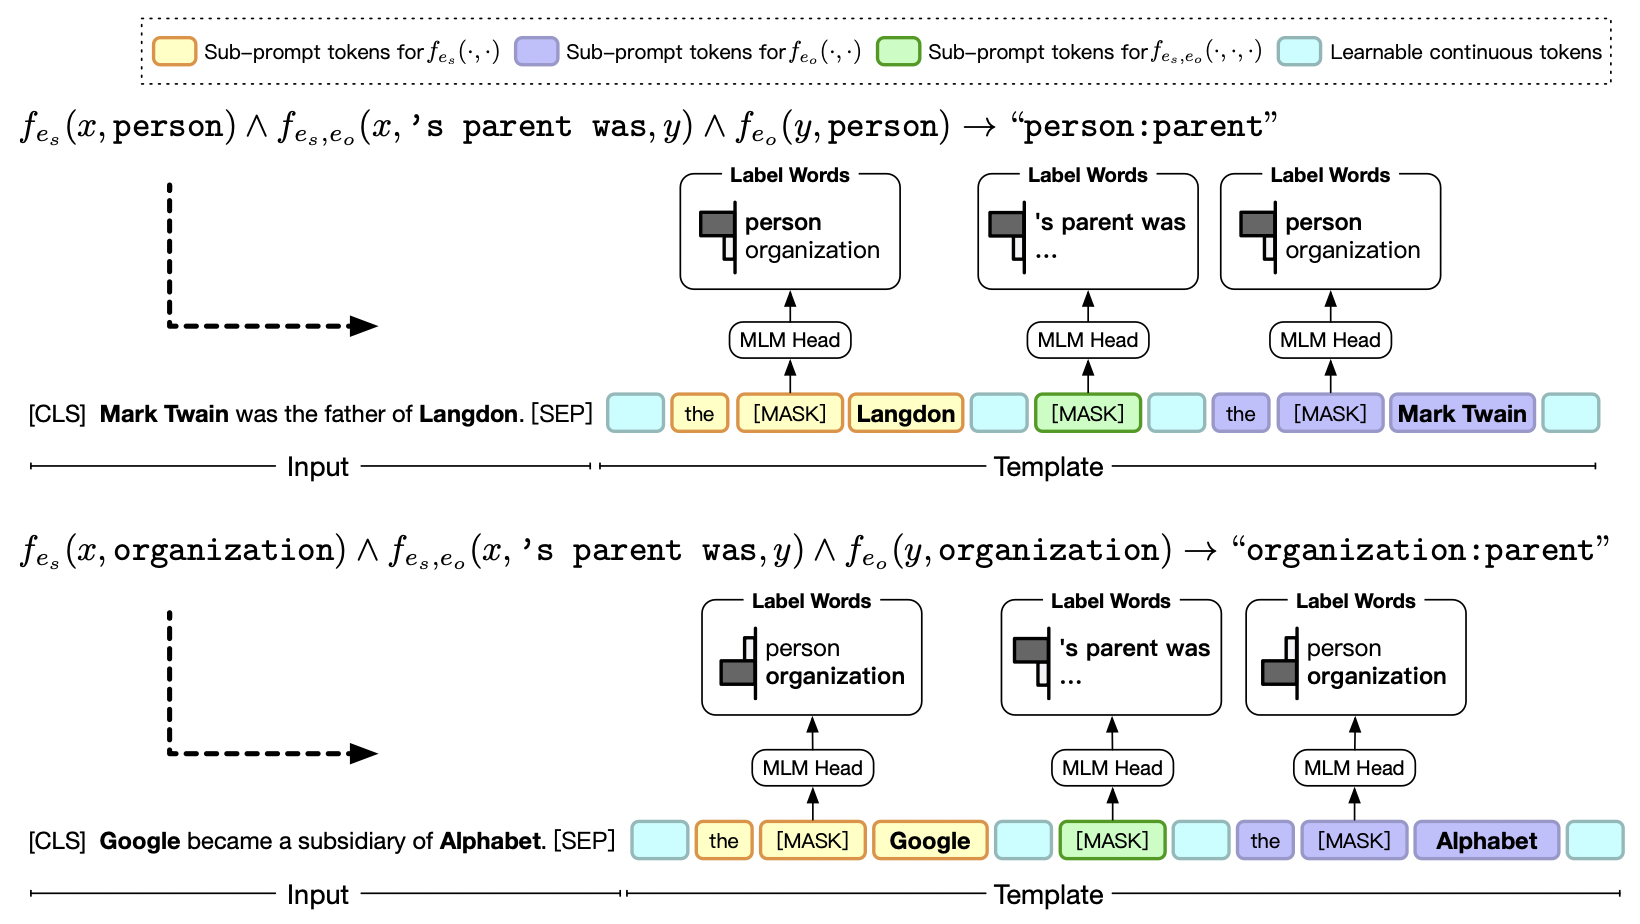 Sub-prompt tokens for f_{e_s}(·,·) Sub-prompt tokens for f_{e_o}(·,·) Sub-prompt tokens for f_{e_s,e_o}(·,·,·) Learnable continuous tokens
f_{e_s}(x, person) ∧ f_{e_s,e_o}(x, 's parent was, y) ∧ f_{e_o}(y, person) → “person:parent”
Label Words Label Words Label Words
person 's parent was person
organization ... organization
MLM Head MLM Head MLM Head
[CLS] Mark Twain was the father of Langdon. [SEP] the [MASK] Langdon [MASK] the [MASK] Mark Twain
Input Template
f_{e_s}(x, organization) ∧ f_{e_s,e_o}(x, 's parent was, y) ∧ f_{e_o}(y, organization) → “organization:parent”
Label Words Label Words Label Words
person 's parent was person
organization ... organization
MLM Head MLM Head MLM Head
[CLS] Google became a subsidiary of Alphabet. [SEP] the [MASK] Google [MASK] the [MASK] Alphabet
Input Template